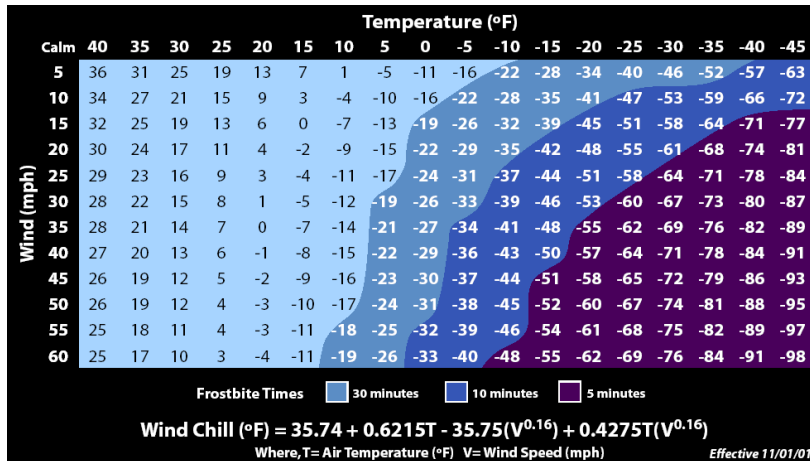 Temperature (ºF)
Calm 40 35 30 25 20 15 10 5 0 -5 -10 -15 -20 -25 -30 -35 -40 -45
5 36 31 25 19 13 7 1 -5 -11 -16 -22 -28 -34 -40 -46 -52 -57 -63
10 34 27 21 15 9 3 -4 -10 -16 -22 -28 -35 -41 -47 -53 -59 -66 -72
15 32 25 19 13 6 0 -7 -13 -19 -26 -32 -39 -45 -51 -58 -64 -71 -77
20 30 24 17 11 4 -2 -9 -15 -22 -29 -35 -42 -48 -55 -61 -68 -74 -81
25 29 23 16 9 3 -4 -11 -17 -24 -31 -37 -44 -51 -58 -64 -71 -78 -84
30 28 22 15 8 1 -5 -12 -19 -26 -33 -39 -46 -53 -60 -67 -73 -80 -87
35 28 21 14 7 0 -7 -14 -21 -27 -34 -41 -48 -55 -62 -69 -76 -82 -89
40 27 20 13 6 -1 -8 -15 -22 -29 -36 -43 -50 -57 -64 -71 -78 -84 -91
45 26 19 12 5 -2 -9 -16 -23 -30 -37 -44 -51 -58 -65 -72 -79 -86 -93
50 26 19 12 4 -3 -10 -17 -24 -31 -38 -45 -52 -60 -67 -74 -81 -88 -95
55 25 18 11 4 -3 -11 -18 -25 -32 -39 -46 -54 -61 -68 -75 -82 -89 -97
60 25 17 10 3 -4 -11 -19 -26 -33 -40 -48 -55 -62 -69 -76 -84 -91 -98
Wind (mph)
Frostbite Times 30 minutes 10 minutes 5 minutes
Wind Chill (ºF) = 35.74 + 0.6215T - 35.75(V^0.16) + 0.4275T(V^0.16)
Where, T= Air Temperature (ºF) V= Wind Speed (mph)